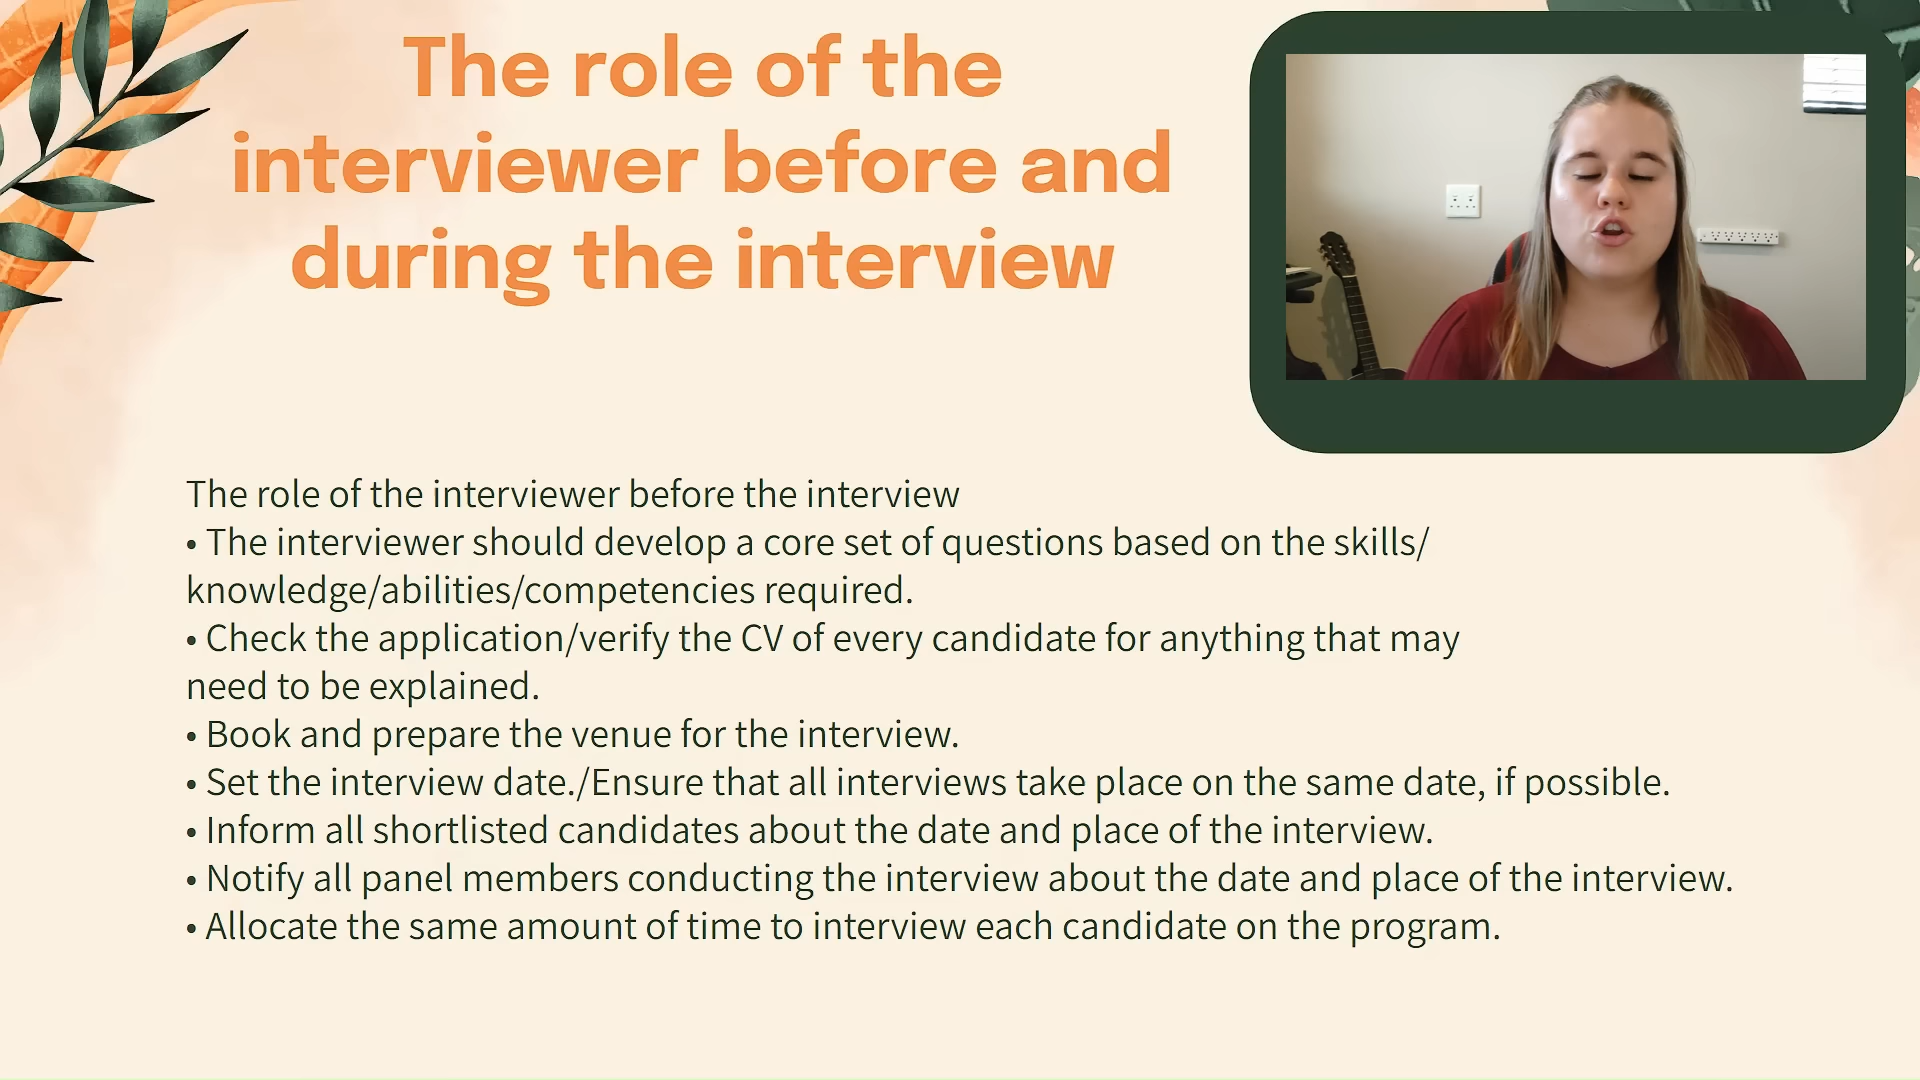 The role of the
interviewer before and
during the interview
The role of the interviewer before the interview
• The interviewer should develop a core set of questions based on the skills/
knowledge/abilities/competencies required.
• Check the application/verify the CV of every candidate for anything that may
need to be explained.
• Book and prepare the venue for the interview.
• Set the interview date./Ensure that all interviews take place on the same date, if possible.
• Inform all shortlisted candidates about the date and place of the interview.
• Notify all panel members conducting the interview about the date and place of the interview.
• Allocate the same amount of time to interview each candidate on the program.